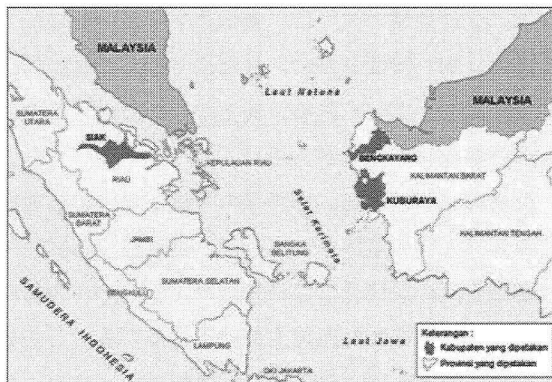 MALAYSIA
Laut Natuna
MALAYSIA
SUMATERA
UTARA
SIAK
BENGKAYANG
KEPULAUAN RIAU
KALIMANTAN BARAT
RIAU
KUBURAYA
SUMATERA
BARAT
Selat Karimata
JAMBI
BANGKA
BELITUNG
KALIMANTAN TENGAH
SUMATERA SELATAN
BENGKULU
SAMUDERA INDONESIA
LAMPUNG
Laut Jawa
DKI JAKARTA
Keterangan :
Kabupaten yang dipetakan
Provinsi yang dipetakan